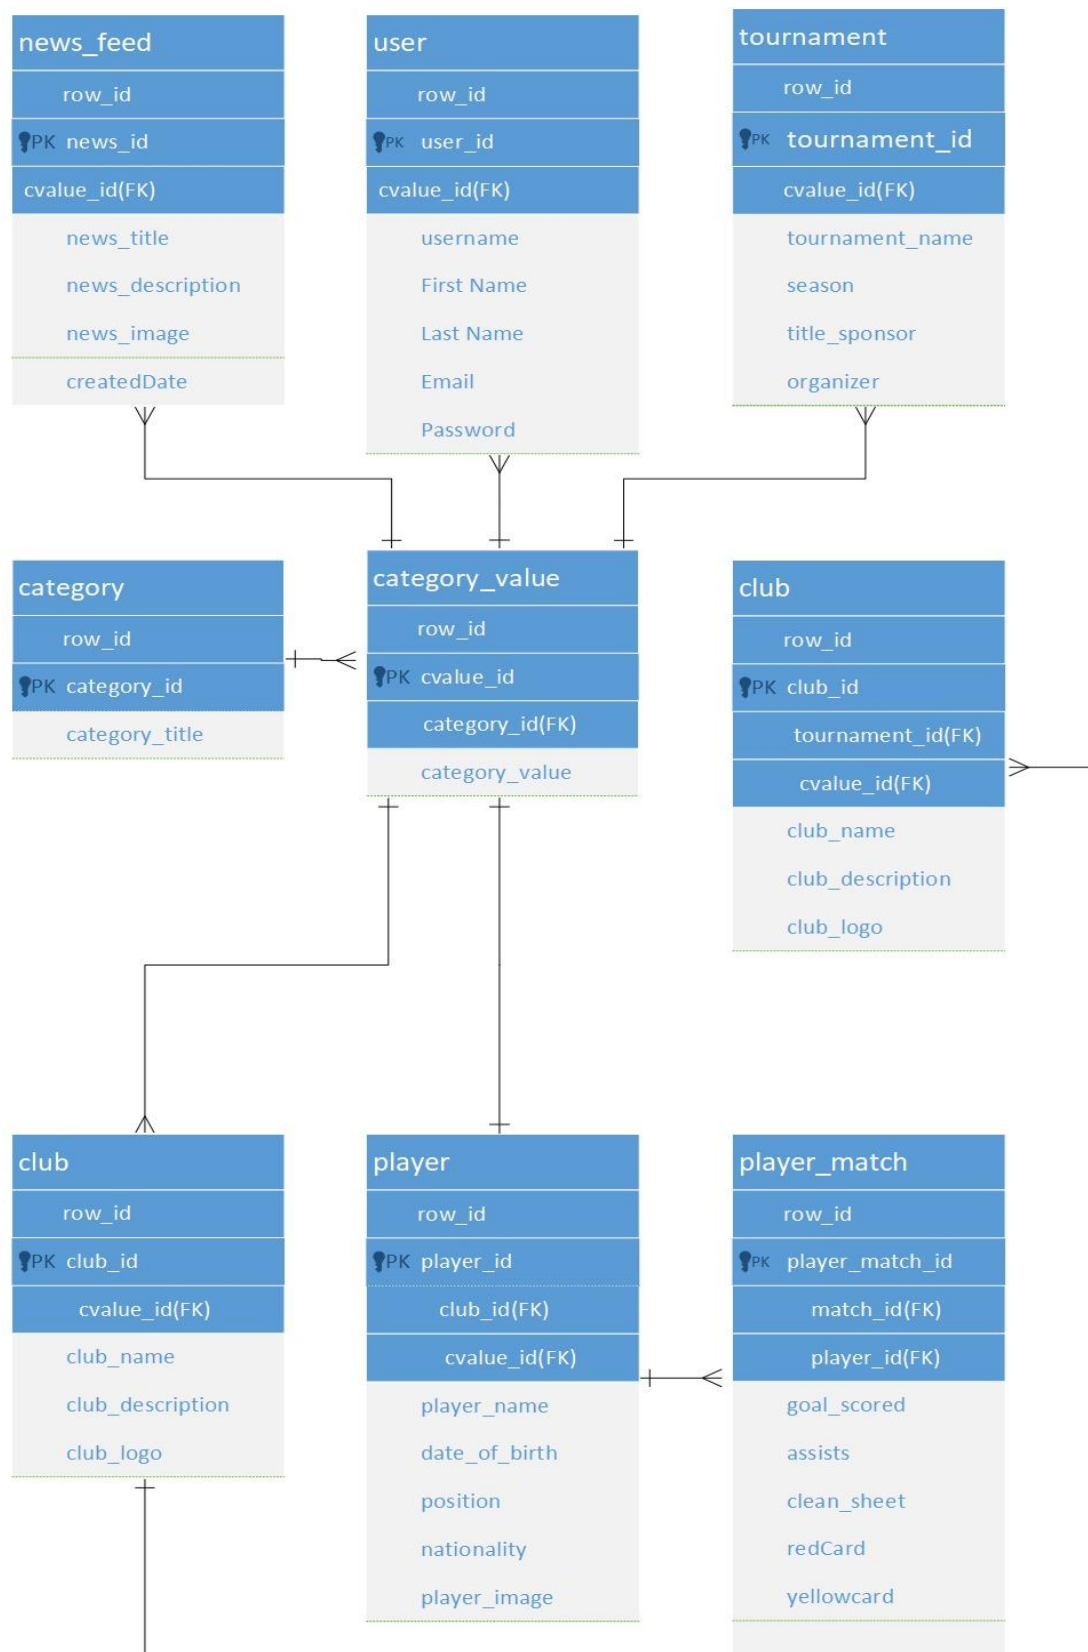 news_feed
row_id
PK news_id
cvalue_id(FK)
news_title
news_description
news_image
createdDate
user
row_id
PK user_id
cvalue_id(FK)
username
First Name
Last Name
Email
Password
tournament
row_id
PK tournament_id
cvalue_id(FK)
tournament_name
season
title_sponsor
organizer
category
row_id
PK category_id
category_title
category_value
row_id
PK cvalue_id
category_id(FK)
category_value
club
row_id
PK club_id
tournament_id(FK)
cvalue_id(FK)
club_name
club_description
club_logo
club
row_id
PK club_id
cvalue_id(FK)
club_name
club_description
club_logo
player
row_id
PK player_id
club_id(FK)
cvalue_id(FK)
player_name
date_of_birth
position
nationality
player_image
player_match
row_id
PK player_match_id
match_id(FK)
player_id(FK)
goal_scored
assists
clean_sheet
redCard
yellowcard